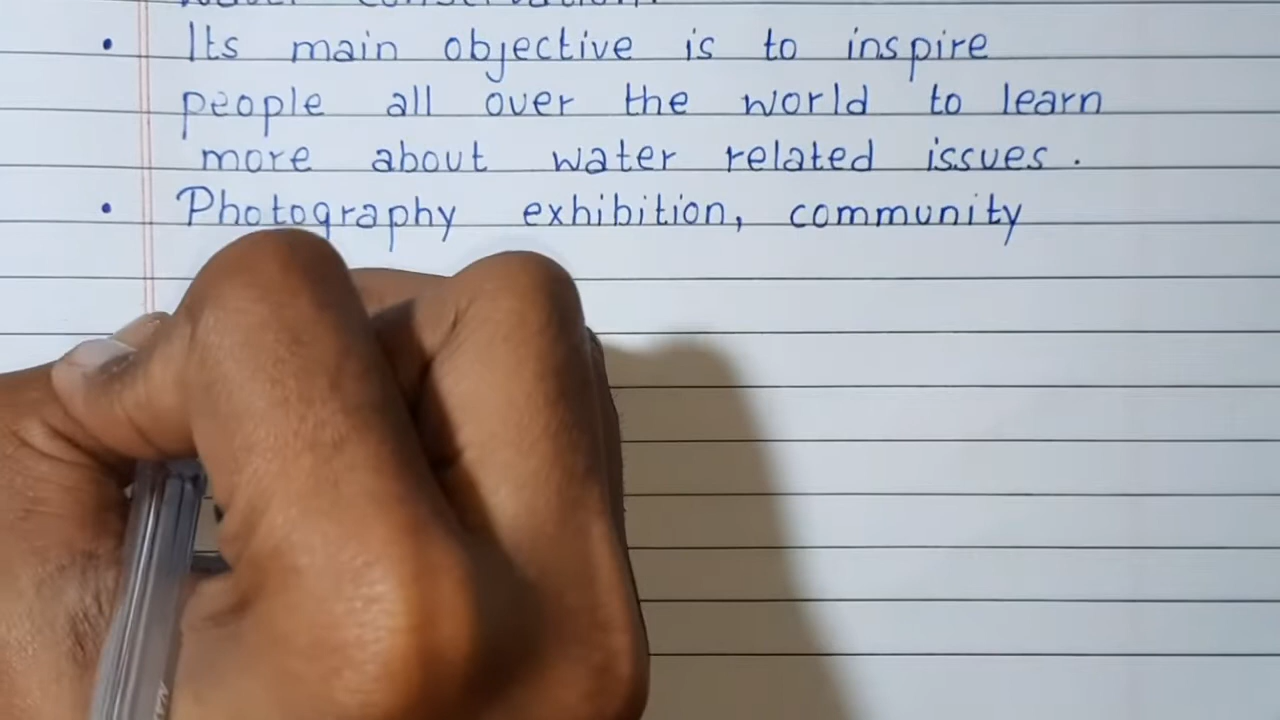 • Its main objective is to inspire
people all over the world to learn
more about water related issues.
• Photography exhibition, community